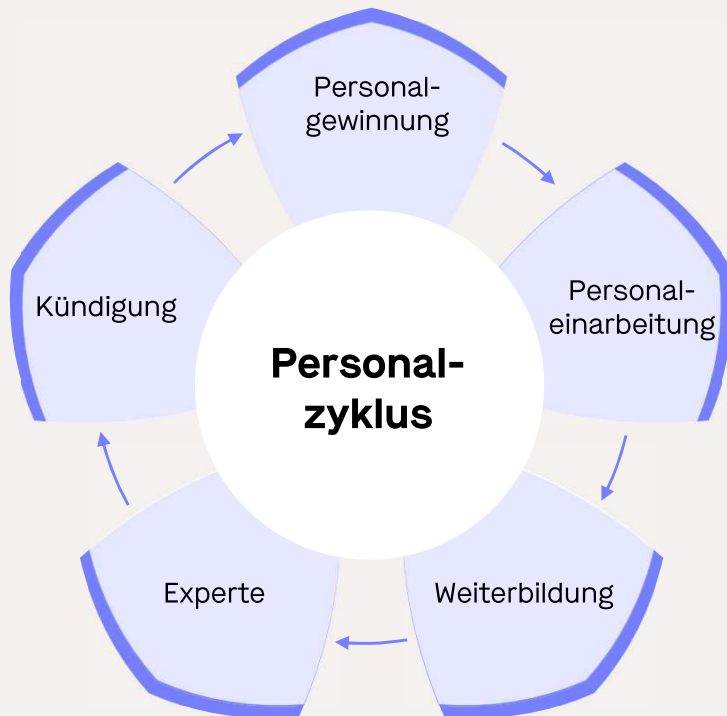 Personal-
gewinnung
Personal-
einarbeitung
Weiterbildung
Experte
Kündigung
Personal-
zyklus